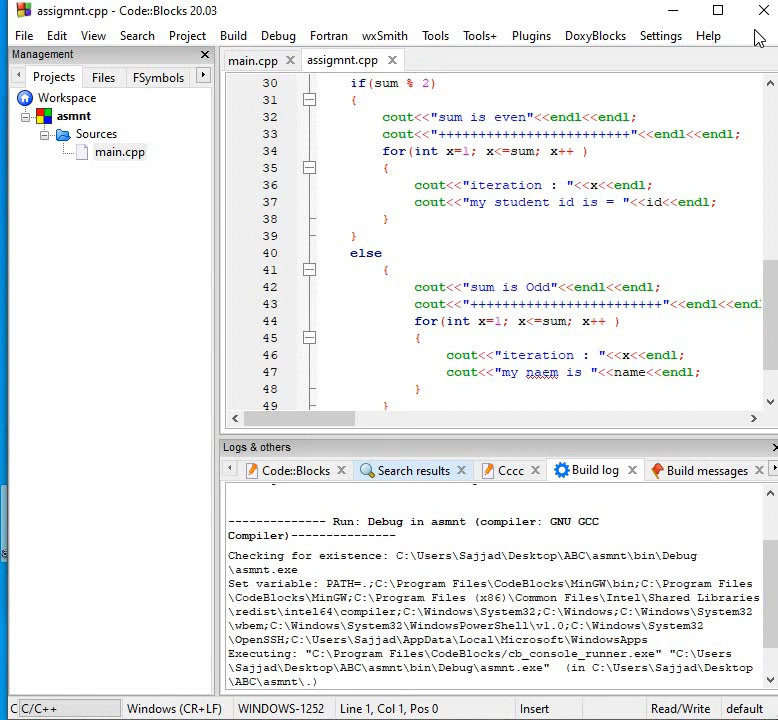 assigmnt.cpp - Code::Blocks 20.03
File Edit View Search Project Build Debug Fortran wxSmith Tools Tools+ Plugins DoxyBlocks Settings Help
Management
Projects Files FSymbols
Workspace
asmnt
Sources
main.cpp
main.cpp assigmnt.cpp
30 if(sum % 2)
31 {
32 cout<<"sum is even"<<endl<<endl;
33 cout<<"++++++++++++++++++++++++"<<endl<<endl;
34 for(int x=1; x<=sum; x++ )
35 {
36 cout<<"iteration : "<<x<<endl;
37 cout<<"my student id is = "<<id<<endl;
38 }
39 }
40 else
41 {
42 cout<<"sum is Odd"<<endl<<endl;
43 cout<<"++++++++++++++++++++++++"<<endl<<endl
44 for(int x=1; x<=sum; x++ )
45 {
46 cout<<"iteration : "<<x<<endl;
47 cout<<"my naem is "<<name<<endl;
48 }
49 }
Logs & others
Code::Blocks Search results Cccc Build log Build messages
-------------- Run: Debug in asmnt (compiler: GNU GCC
Compiler)---------------
Checking for existence: C:\Users\Sajjad\Desktop\ABC\asmnt\bin\Debug
\asmnt.exe
Set variable: PATH=.;C:\Program Files\CodeBlocks\MinGW\bin;C:\Program Files
\CodeBlocks\MinGW;C:\Program Files (x86)\Common Files\Intel\Shared Libraries
\redist\intel64\compiler;C:\Windows\System32;C:\Windows;C:\Windows\System32
\wbem;C:\Windows\System32\WindowsPowerShell\v1.0;C:\Windows\System32
\OpenSSH;C:\Users\Sajjad\AppData\Local\Microsoft\WindowsApps
Executing: "C:\Program Files\CodeBlocks/cb_console_runner.exe" "C:\Users
\Sajjad\Desktop\ABC\asmnt\bin\Debug\asmnt.exe" (in C:\Users\Sajjad\Desktop
\ABC\asmnt\.)
C C/C++ Windows (CR+LF) WINDOWS-1252 Line 1, Col 1, Pos 0 Insert Read/Write default